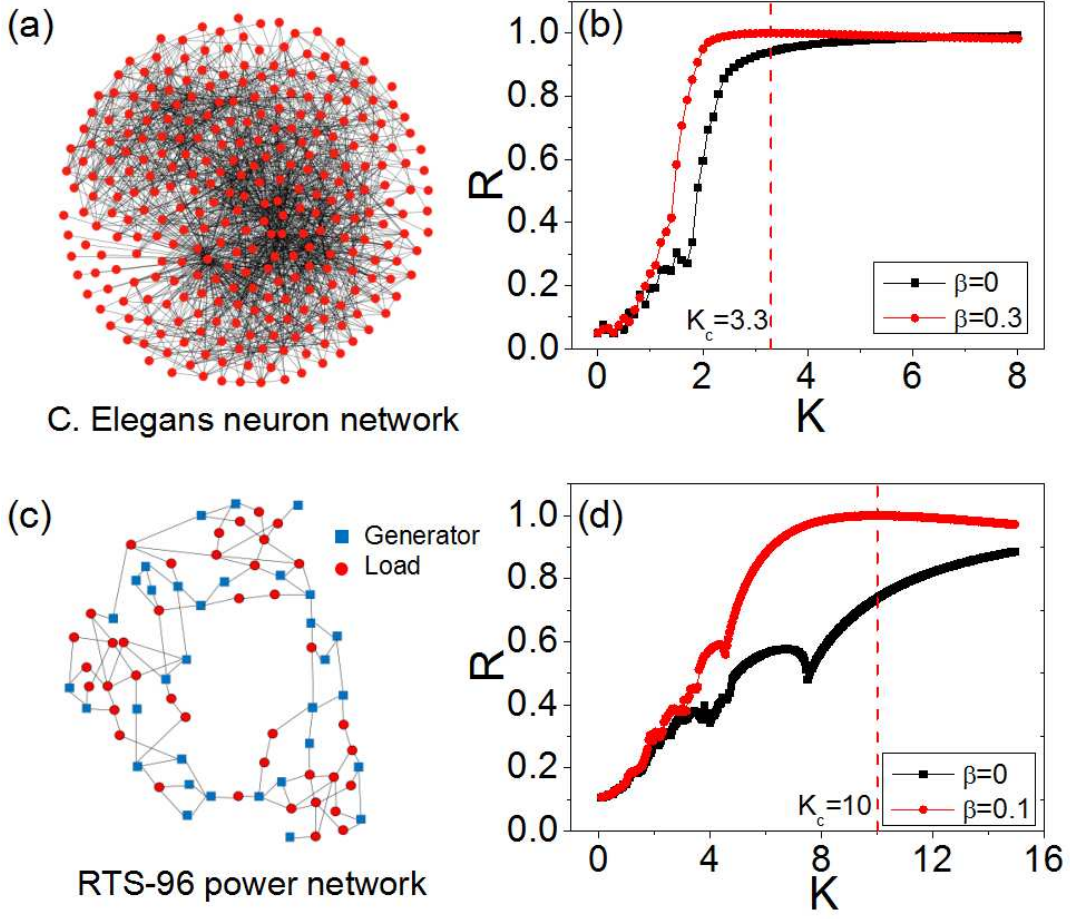 (a)
C. Elegans neuron network
(b)
1.0
0.8
0.6
0.4
0.2
0.0
R
K_c=3.3
β=0
β=0.3
0 2 4 6 8
K
(c)
Generator
Load
RTS-96 power network
(d)
1.0
0.8
0.6
0.4
0.2
0.0
R
K_c=10
β=0
β=0.1
0 4 8 12 16
K